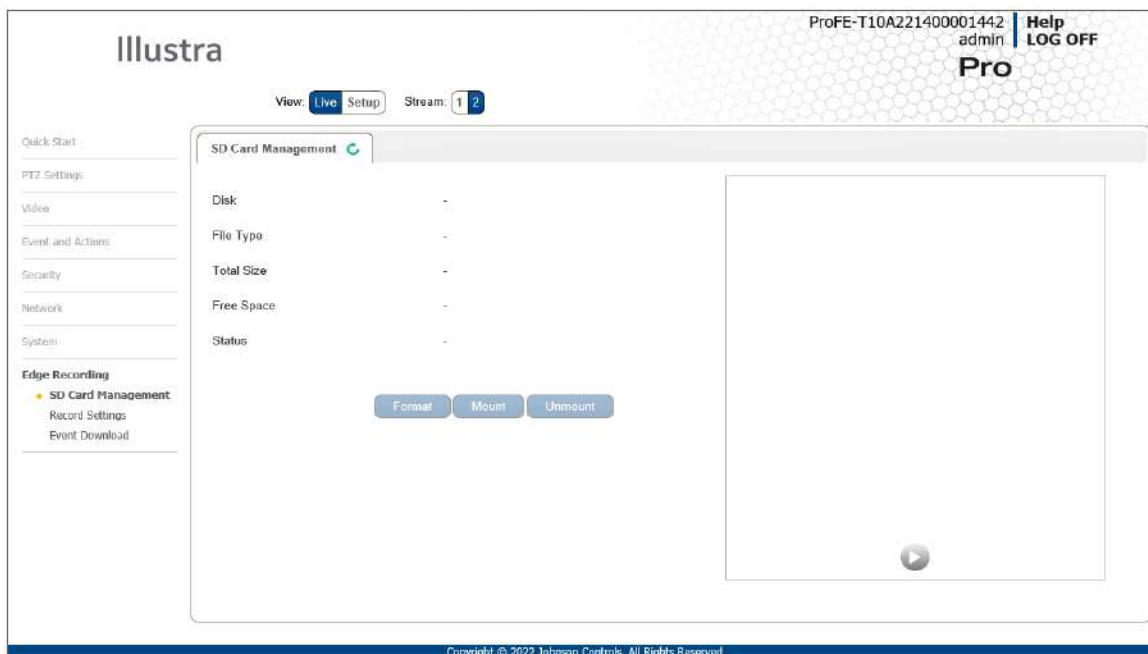 Illustra
ProFE-T10A221400001442 Help
admin LOG OFF
Pro
View: Live Setup Stream: 1 2
Quick Start
PTZ Settings
Video
Event and Actions
Security
Network
System
Edge Recording
SD Card Management
Record Settings
Event Download
SD Card Management
Disk -
File Type -
Total Size -
Free Space -
Status -
Format Mount Unmount
Copyright © 2022 Johnson Controls. All Rights Reserved.